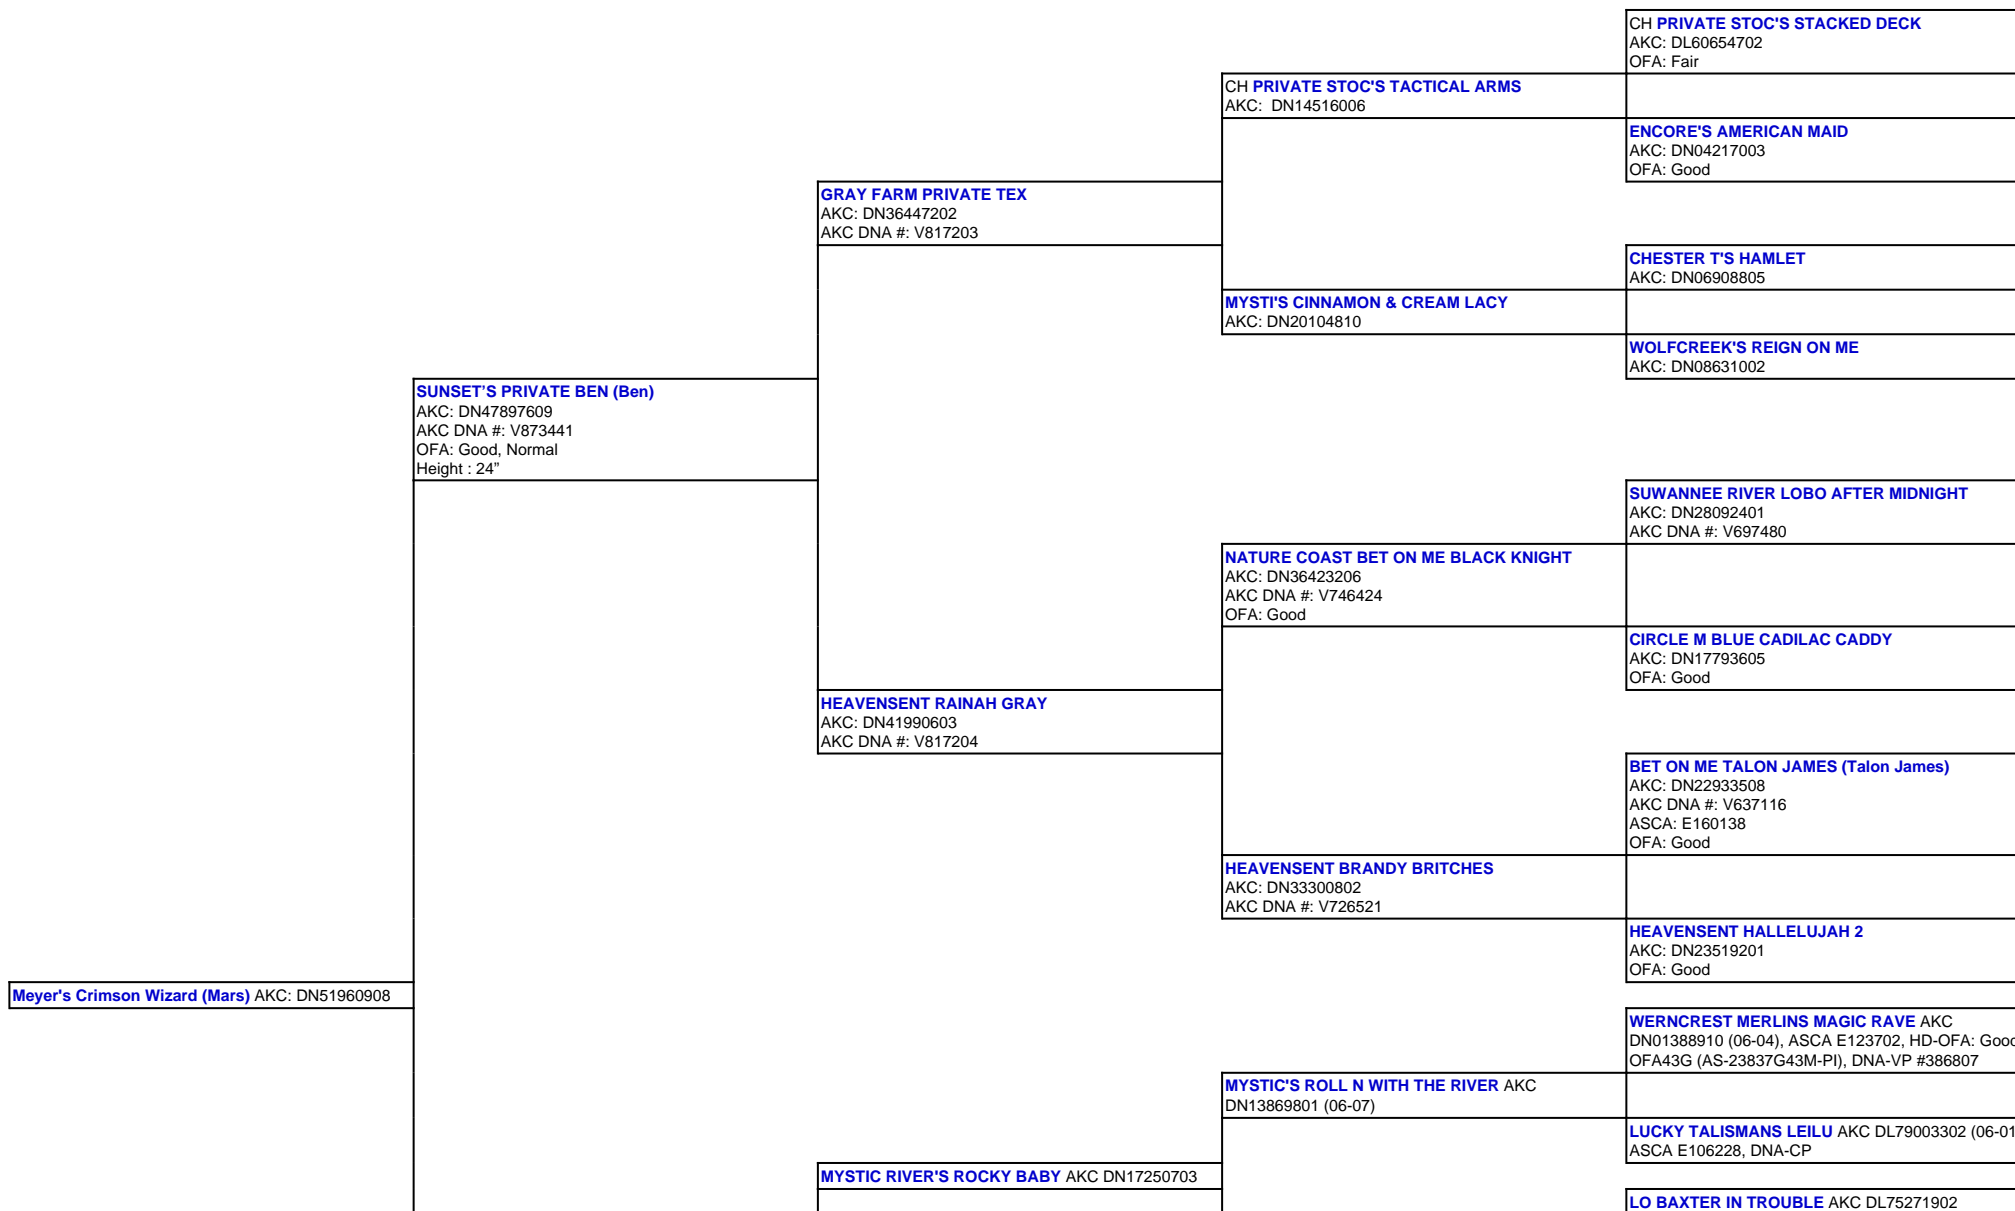 CH PRIVATE STOC'S STACKED DECK
AKC: DL60654702
OFA: Fair
CH PRIVATE STOC'S TACTICAL ARMS
AKC:  DN14516006
ENCORE'S AMERICAN MAID
AKC: DN04217003
OFA: Good
GRAY FARM PRIVATE TEX
AKC: DN36447202
AKC DNA #: V817203
CHESTER T'S HAMLET
AKC: DN06908805
MYSTI'S CINNAMON & CREAM LACY
AKC: DN20104810
WOLFCREEK'S REIGN ON ME
AKC: DN08631002
SUNSET’S PRIVATE BEN (Ben)
AKC: DN47897609
AKC DNA #: V873441
OFA: Good, Normal
Height : 24”
SUWANNEE RIVER LOBO AFTER MIDNIGHT
AKC: DN28092401
AKC DNA #: V697480
NATURE COAST BET ON ME BLACK KNIGHT
AKC: DN36423206
AKC DNA #: V746424
OFA: Good
CIRCLE M BLUE CADILAC CADDY
AKC: DN17793605
OFA: Good
HEAVENSENT RAINAH GRAY
AKC: DN41990603
AKC DNA #: V817204
BET ON ME TALON JAMES (Talon James)
AKC: DN22933508
AKC DNA #: V637116
ASCA: E160138
OFA: Good
HEAVENSENT BRANDY BRITCHES
AKC: DN33300802
AKC DNA #: V726521
HEAVENSENT HALLELUJAH 2
AKC: DN23519201
OFA: Good
Meyer's Crimson Wizard (Mars) AKC: DN51960908
WERNCREST MERLINS MAGIC RAVE AKC
DN01388910 (06-04), ASCA E123702, HD-OFA: Good
OFA43G (AS-23837G43M-PI), DNA-VP #386807
MYSTIC'S ROLL N WITH THE RIVER AKC
DN13869801 (06-07)
LUCKY TALISMANS LEILU AKC DL79003302 (06-01
ASCA E106228, DNA-CP
MYSTIC RIVER'S ROCKY BABY AKC DN17250703
LO BAXTER IN TROUBLE AKC DL75271902